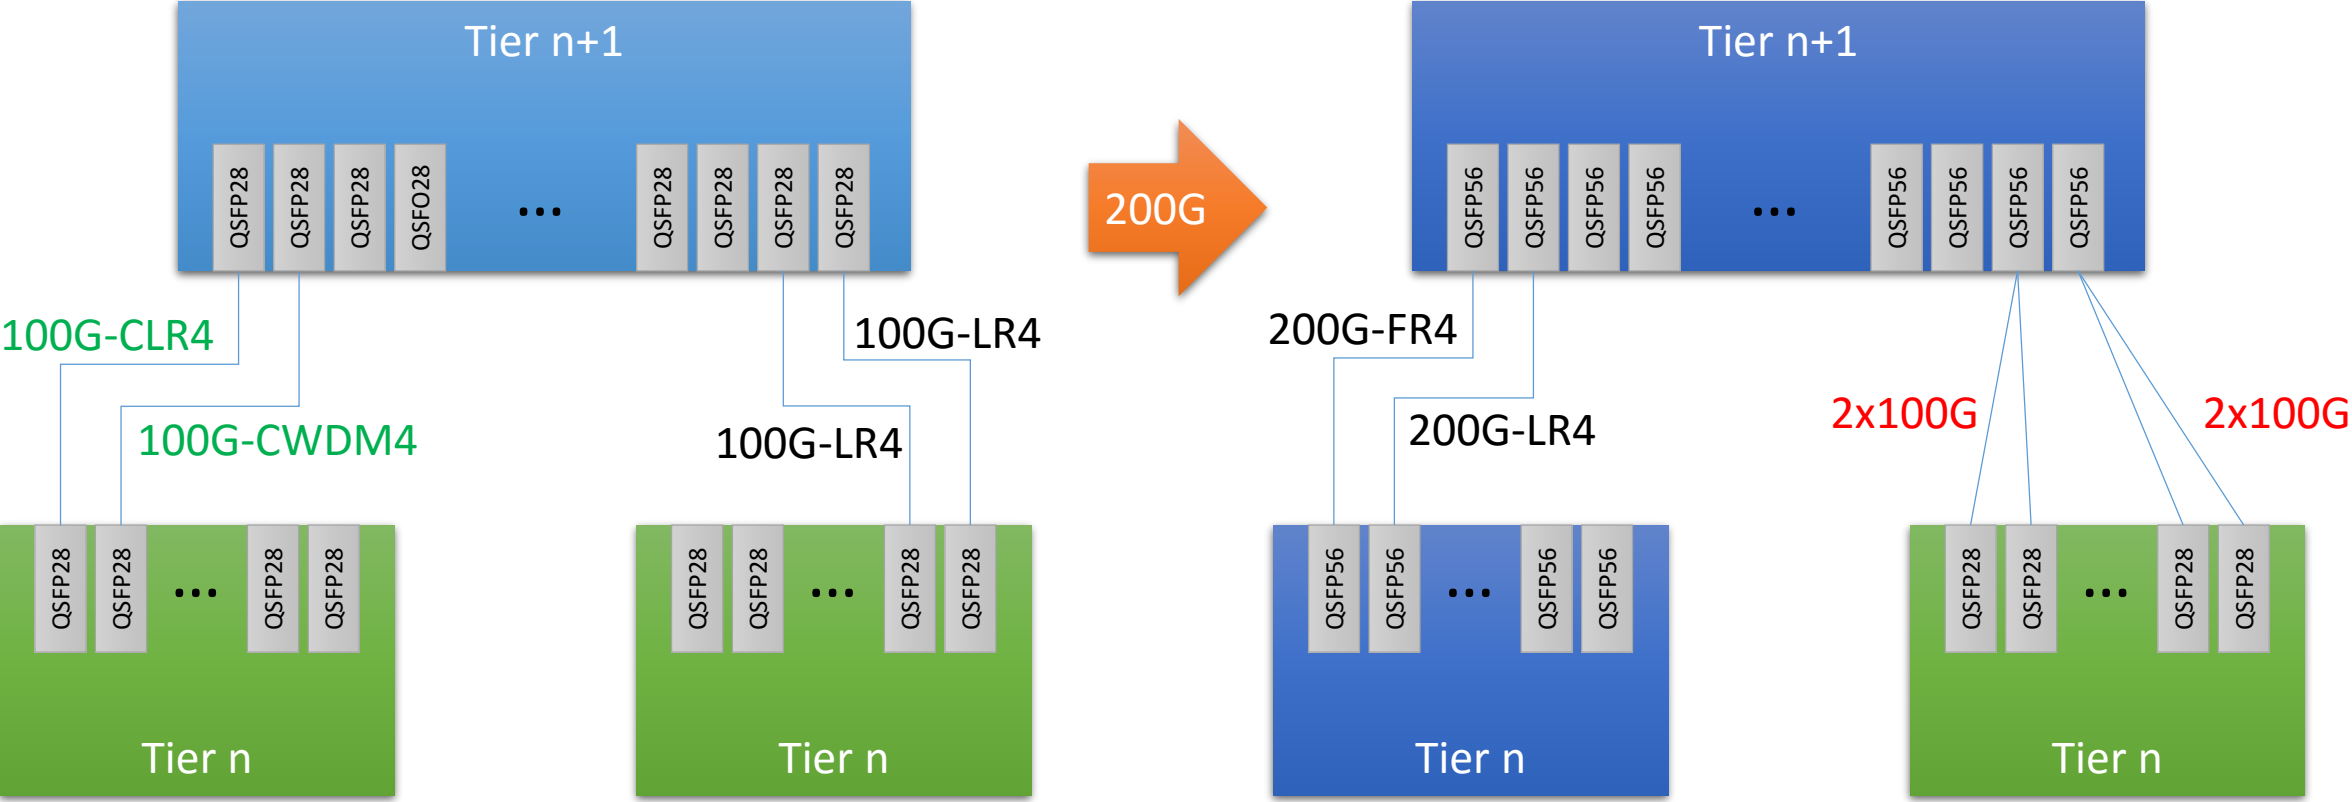 Tier n+1
QSFP28
QSFP28
QSFP28
QSFO28
...
QSFP28
QSFP28
QSFP28
QSFP28
100G-CLR4
100G-CWDM4
100G-LR4
100G-LR4
QSFP28
QSFP28
...
QSFP28
QSFP28
Tier n
QSFP28
QSFP28
...
QSFP28
QSFP28
Tier n
200G
Tier n+1
QSFP56
QSFP56
QSFP56
QSFP56
...
QSFP56
QSFP56
QSFP56
QSFP56
200G-FR4
200G-LR4
2x100G
2x100G
QSFP56
QSFP56
...
QSFP56
QSFP56
Tier n
QSFP28
QSFP28
...
QSFP28
QSFP28
Tier n